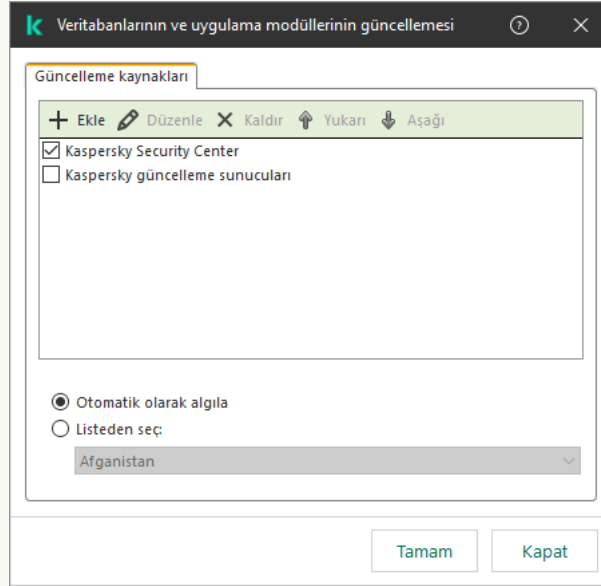 Veritabanlarının ve uygulama modüllerinin güncellemesi
Güncelleme kaynakları
Ekle Düzenle Kaldır Yukarı Aşağı
Kaspersky Security Center
Kaspersky güncelleme sunucuları
Otomatik olarak algıla
Listeden seç:
Afganistan
Tamam Kapat